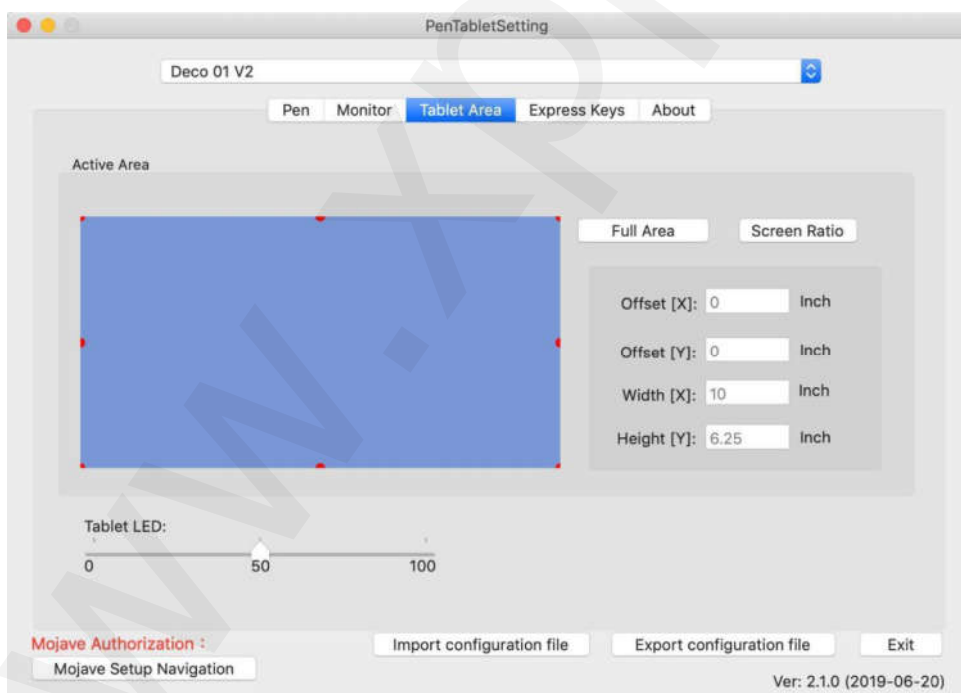 PenTabletSetting
Deco 01 V2
Pen Monitor Tablet Area Express Keys About
Active Area
Full Area Screen Ratio
Offset [X]: 0 Inch
Offset [Y]: 0 Inch
Width [X]: 10 Inch
Height [Y]: 6.25 Inch
Tablet LED:
0 50 100
Mojave Authorization :
Import configuration file Export configuration file Exit
Mojave Setup Navigation
Ver: 2.1.0 (2019-06-20)